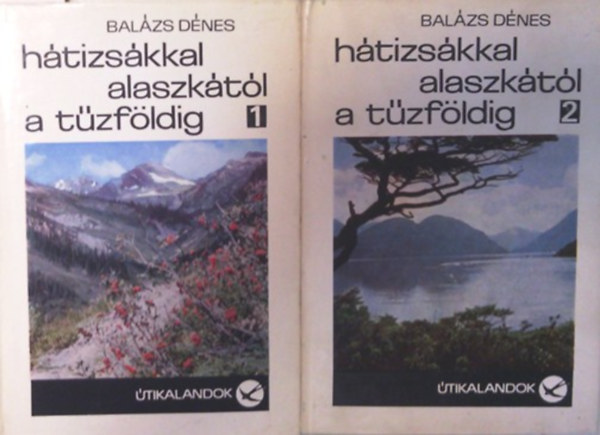 BALÁZS DÉNES
hátizsákkal
alaszkától
a tűzföldig 1
ÚTIKALANDOK
BALÁZS DÉNES
hátizsákkal
alaszkától
a tűzföldig 2
ÚTIKALANDOK